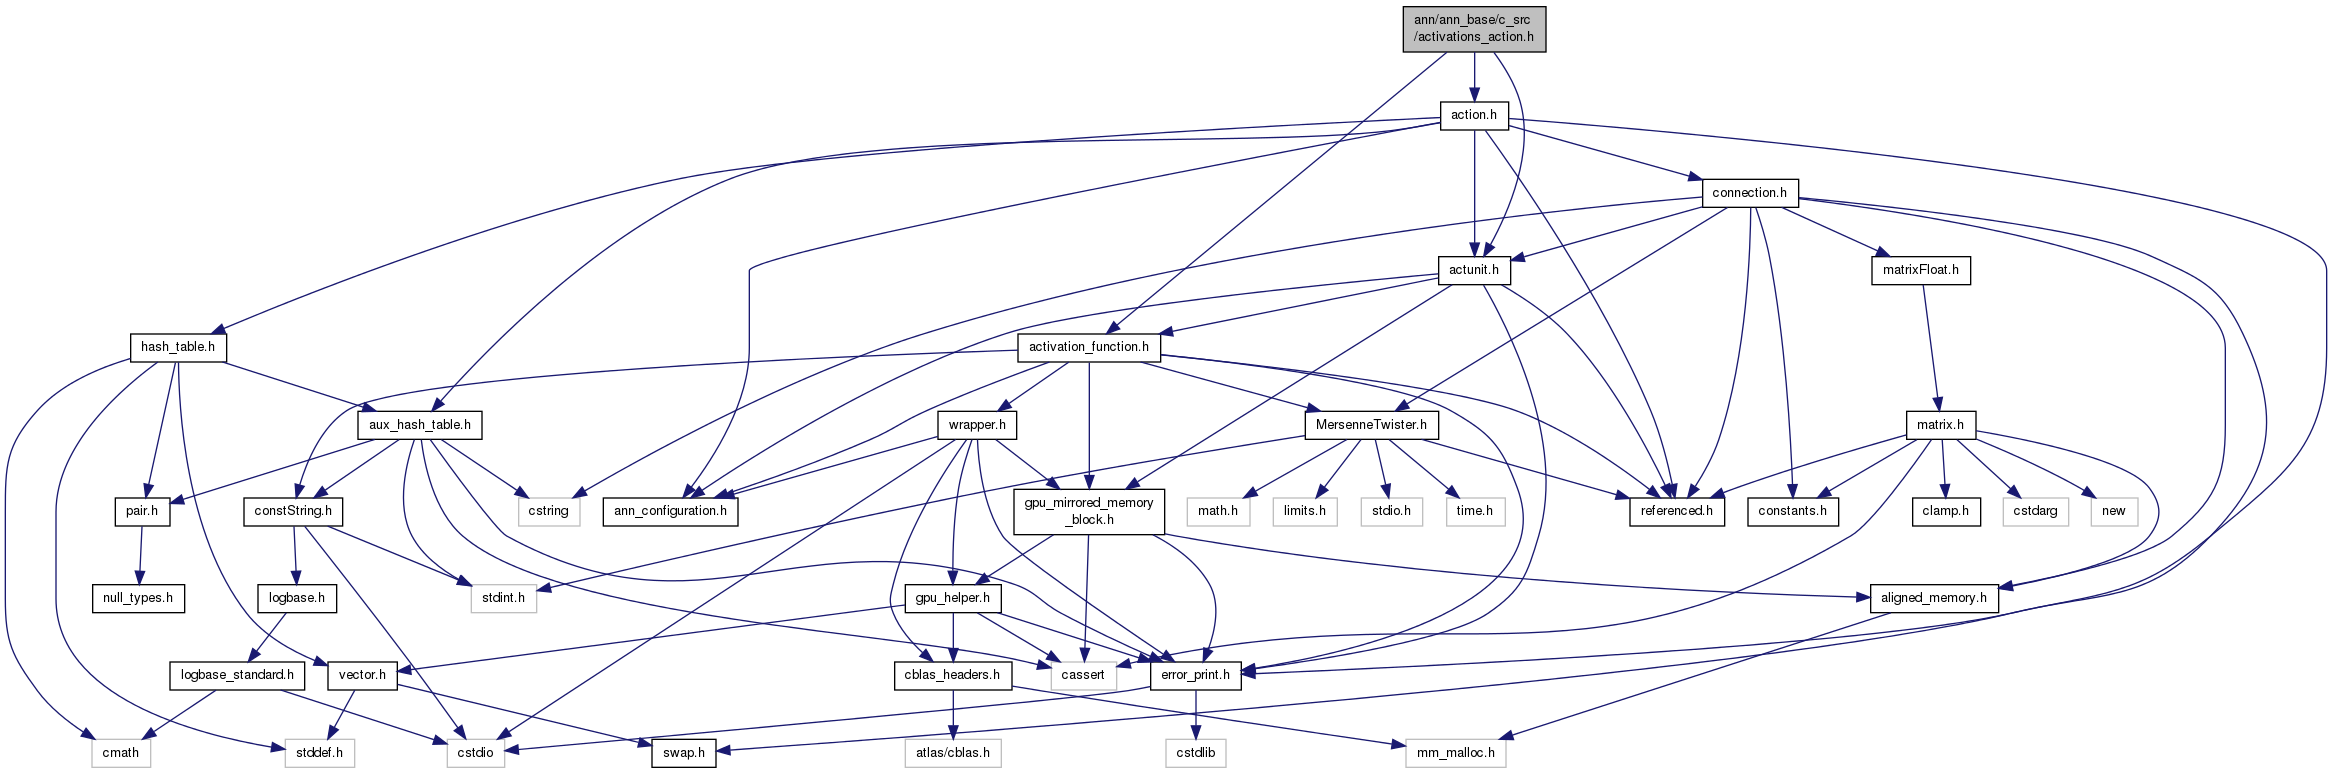 ann/ann_base/c_src
/activations_action.h
action.h
connection.h
actunit.h
matrixFloat.h
hash_table.h
activation_function.h
aux_hash_table.h
wrapper.h
MersenneTwister.h
matrix.h
pair.h
constString.h
cstring
ann_configuration.h
gpu_mirrored_memory
_block.h
math.h
limits.h
stdio.h
time.h
referenced.h
constants.h
clamp.h
cstdarg
new
null_types.h
logbase.h
stdint.h
gpu_helper.h
aligned_memory.h
logbase_standard.h
vector.h
cblas_headers.h
cassert
error_print.h
cmath
stddef.h
cstdio
swap.h
atlas/cblas.h
cstdlib
mm_malloc.h